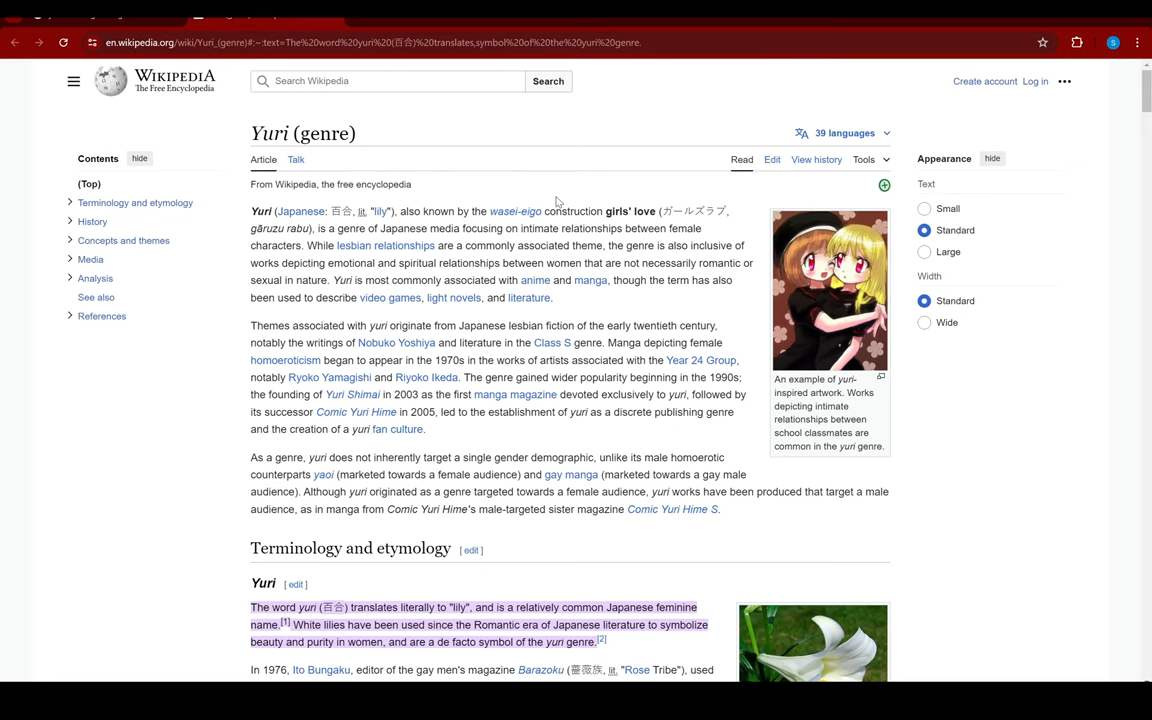 en.wikipedia.org/wiki/Yuri_(genre)#:~:text=The%20word%20yuri%20(百合)%20translates,symbol%20of%20the%20yuri%20genre.
S
WIKIPEDIA
The Free Encyclopedia
Search Wikipedia
Search
Create account Log in
Contents hide
(Top)
Terminology and etymology
History
Concepts and themes
Media
Analysis
See also
References
Yuri (genre)
39 languages
Article Talk
Read Edit View history Tools
From Wikipedia, the free encyclopedia
Yuri (Japanese: 百合, lit. "lily"), also known by the wasei-eigo construction girls' love (ガールズラブ,
gāruzu rabu), is a genre of Japanese media focusing on intimate relationships between female
characters. While lesbian relationships are a commonly associated theme, the genre is also inclusive of
works depicting emotional and spiritual relationships between women that are not necessarily romantic or
sexual in nature. Yuri is most commonly associated with anime and manga, though the term has also
been used to describe video games, light novels, and literature.
Themes associated with yuri originate from Japanese lesbian fiction of the early twentieth century,
notably the writings of Nobuko Yoshiya and literature in the Class S genre. Manga depicting female
homoeroticism began to appear in the 1970s in the works of artists associated with the Year 24 Group,
notably Ryoko Yamagishi and Riyoko Ikeda. The genre gained wider popularity beginning in the 1990s;
the founding of Yuri Shimai in 2003 as the first manga magazine devoted exclusively to yuri, followed by
its successor Comic Yuri Hime in 2005, led to the establishment of yuri as a discrete publishing genre
and the creation of a yuri fan culture.
As a genre, yuri does not inherently target a single gender demographic, unlike its male homoerotic
counterparts yaoi (marketed towards a female audience) and gay manga (marketed towards a gay male
audience). Although yuri originated as a genre targeted towards a female audience, yuri works have been produced that target a male
audience, as in manga from Comic Yuri Hime's male-targeted sister magazine Comic Yuri Hime S.
An example of yuri-
inspired artwork. Works
depicting intimate
relationships between
school classmates are
common in the yuri genre.
Terminology and etymology [ edit ]
Yuri [ edit ]
The word yuri (百合) translates literally to "lily", and is a relatively common Japanese feminine
name.[1] White lilies have been used since the Romantic era of Japanese literature to symbolize
beauty and purity in women, and are a de facto symbol of the yuri genre.[2]
In 1976, Ito Bungaku, editor of the gay men's magazine Barazoku (薔薇族, lit. "Rose Tribe"), used
Appearance hide
Text
Small
Standard
Large
Width
Standard
Wide